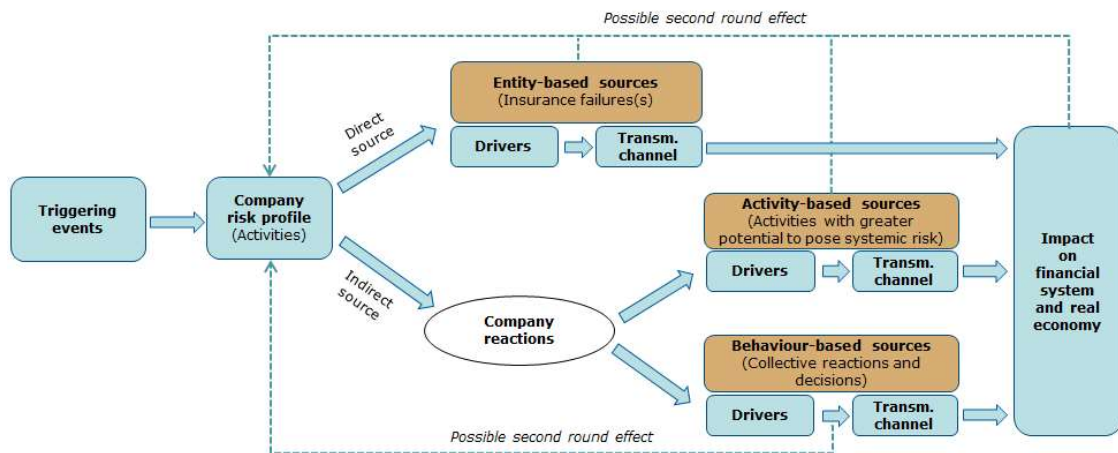 Possible second round effect
Entity-based sources
(Insurance failures(s)
Direct
source
Drivers
Transm.
channel
Triggering
events
Company
risk profile
(Activities)
Activity-based sources
(Activities with greater
potential to pose systemic risk)
Drivers
Transm.
channel
Impact
on
financial
system
and real
economy
Indirect
source
Company
reactions
Behaviour-based sources
(Collective reactions and
decisions)
Drivers
Transm.
channel
Possible second round effect